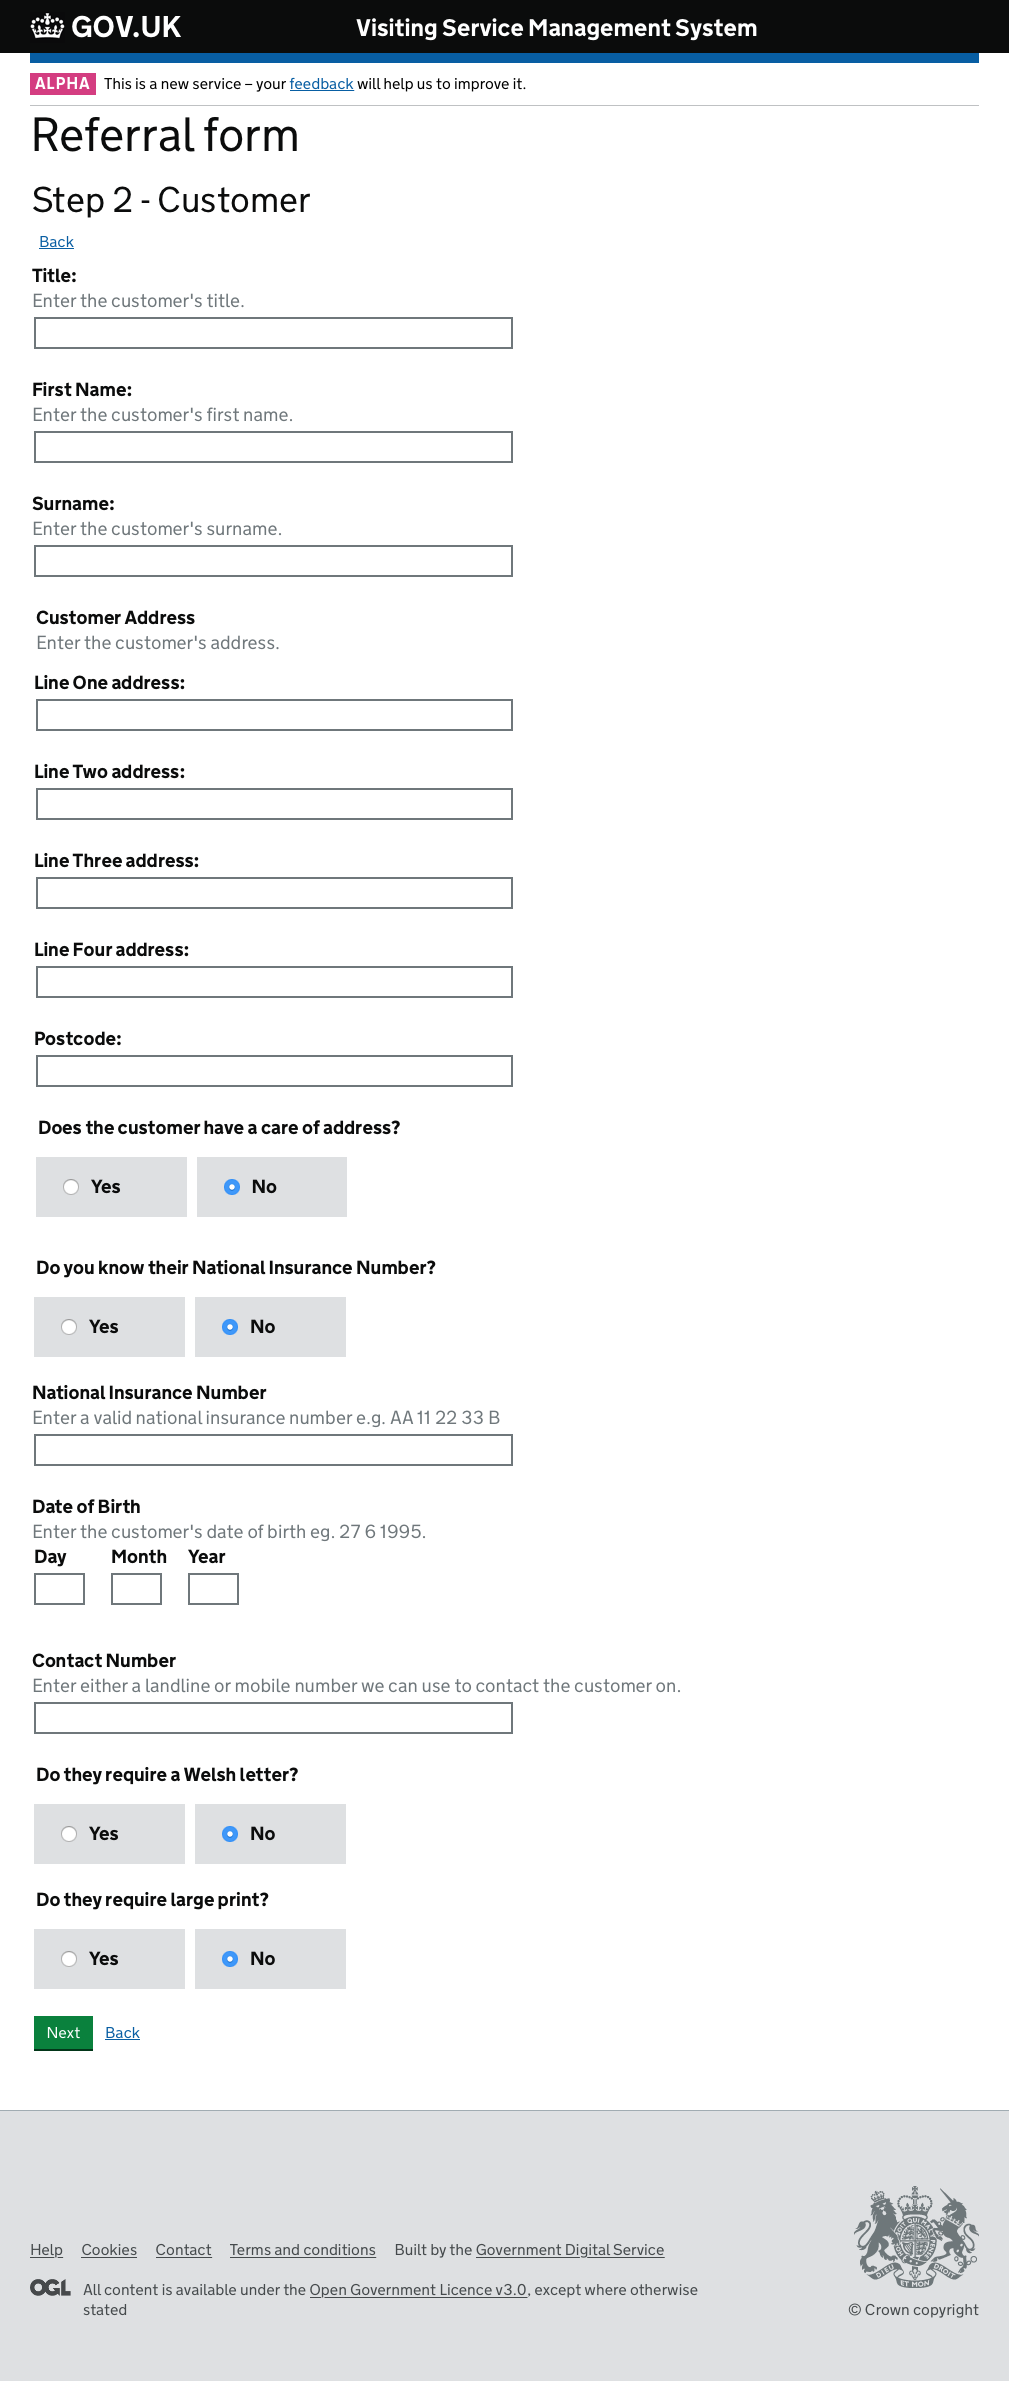 GOV.UK
Visiting Service Management System
ALPHA This is a new service – your feedback will help us to improve it.
Referral form
Step 2 - Customer
Back
Title:
Enter the customer's title.
First Name:
Enter the customer's first name.
Surname:
Enter the customer's surname.
Customer Address
Enter the customer's address.
Line One address:
Line Two address:
Line Three address:
Line Four address:
Postcode:
Does the customer have a care of address?
Yes No
Do you know their National Insurance Number?
Yes No
National Insurance Number
Enter a valid national insurance number e.g. AA 11 22 33 B
Date of Birth
Enter the customer's date of birth eg. 27 6 1995.
Day Month Year
Contact Number
Enter either a landline or mobile number we can use to contact the customer on.
Do they require a Welsh letter?
Yes No
Do they require large print?
Yes No
Next Back
Help Cookies Contact Terms and conditions Built by the Government Digital Service
OGL All content is available under the Open Government Licence v3.0, except where otherwise
stated
DIEU ET MON DROIT
© Crown copyright